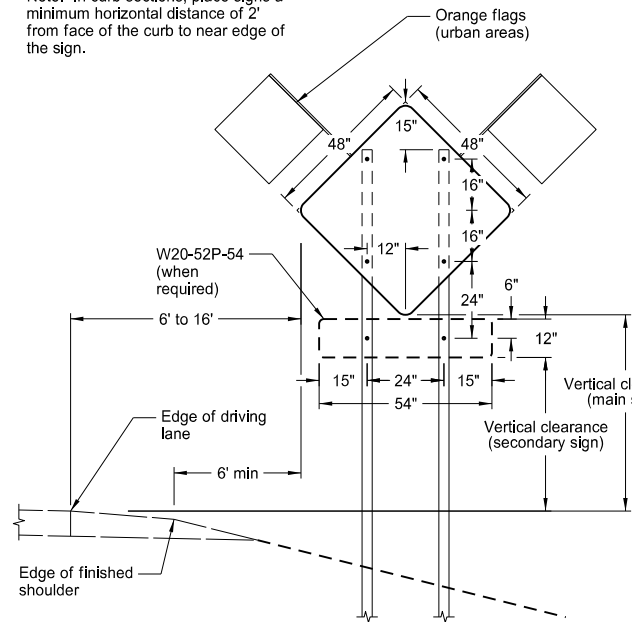 minimum horizontal distance of 2'
from face of the curb to near edge of
the sign.
Orange flags
(urban areas)
48"
15"
48"
16"
16"
12"
W20-52P-54
(when
required)
24"
6"
6' to 16'
12"
15"
24"
15"
54"
Vertical
(main
Vertical clearance
(secondary sign)
Edge of driving
lane
6' min
Edge of finished
shoulder